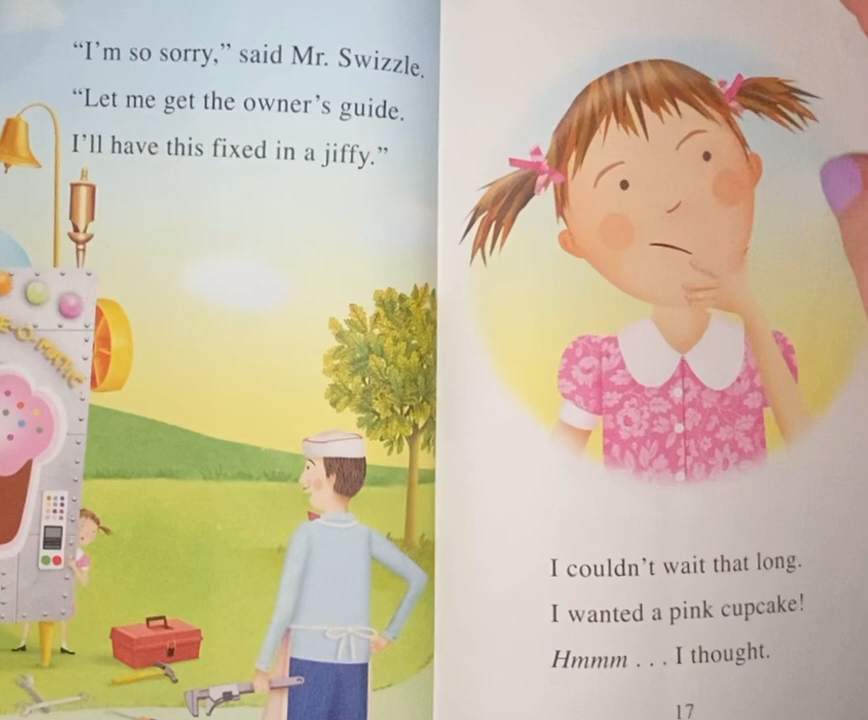 “I’m so sorry,” said Mr. Swizzle.
“Let me get the owner’s guide.
I’ll have this fixed in a jiffy.”
E-O-MATIC
I couldn’t wait that long.
I wanted a pink cupcake!
Hmmm . . . I thought.
17